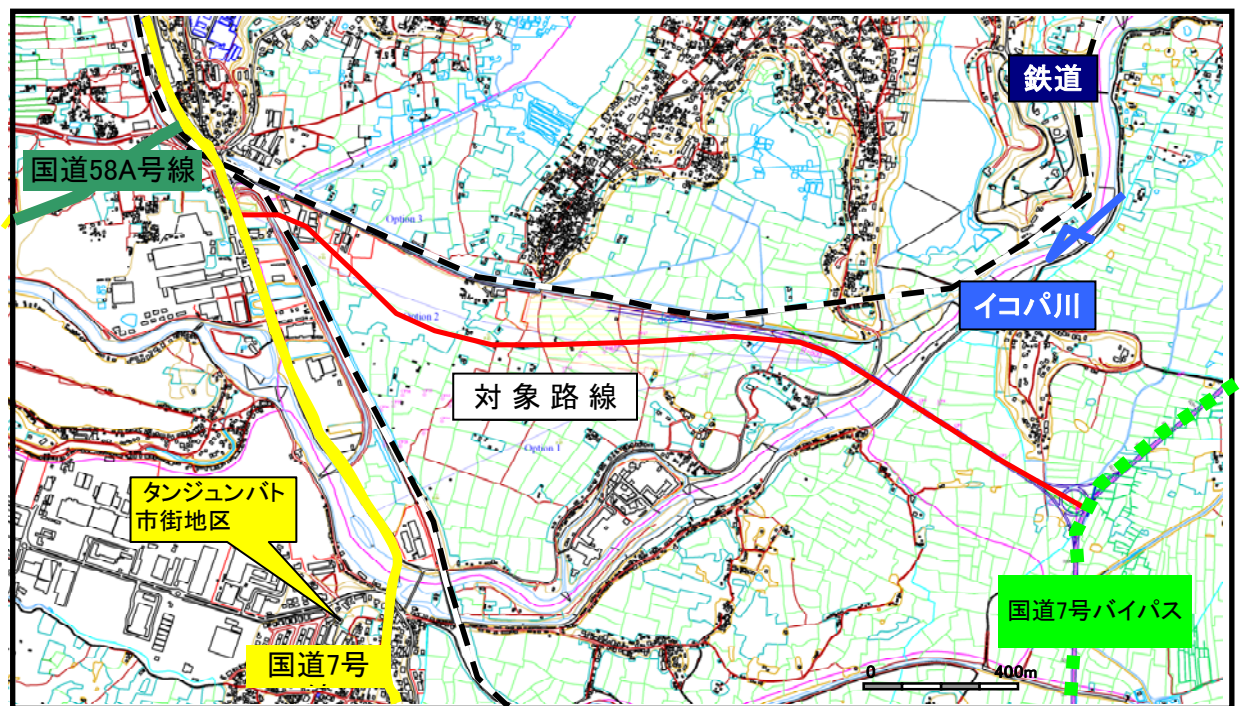 鉄道
国道58A号線
Option 3
イコパ川
Option 2
対象路線
Option 1
タンジュンバト
市街地区
国道7号バイパス
国道7号
0 400m